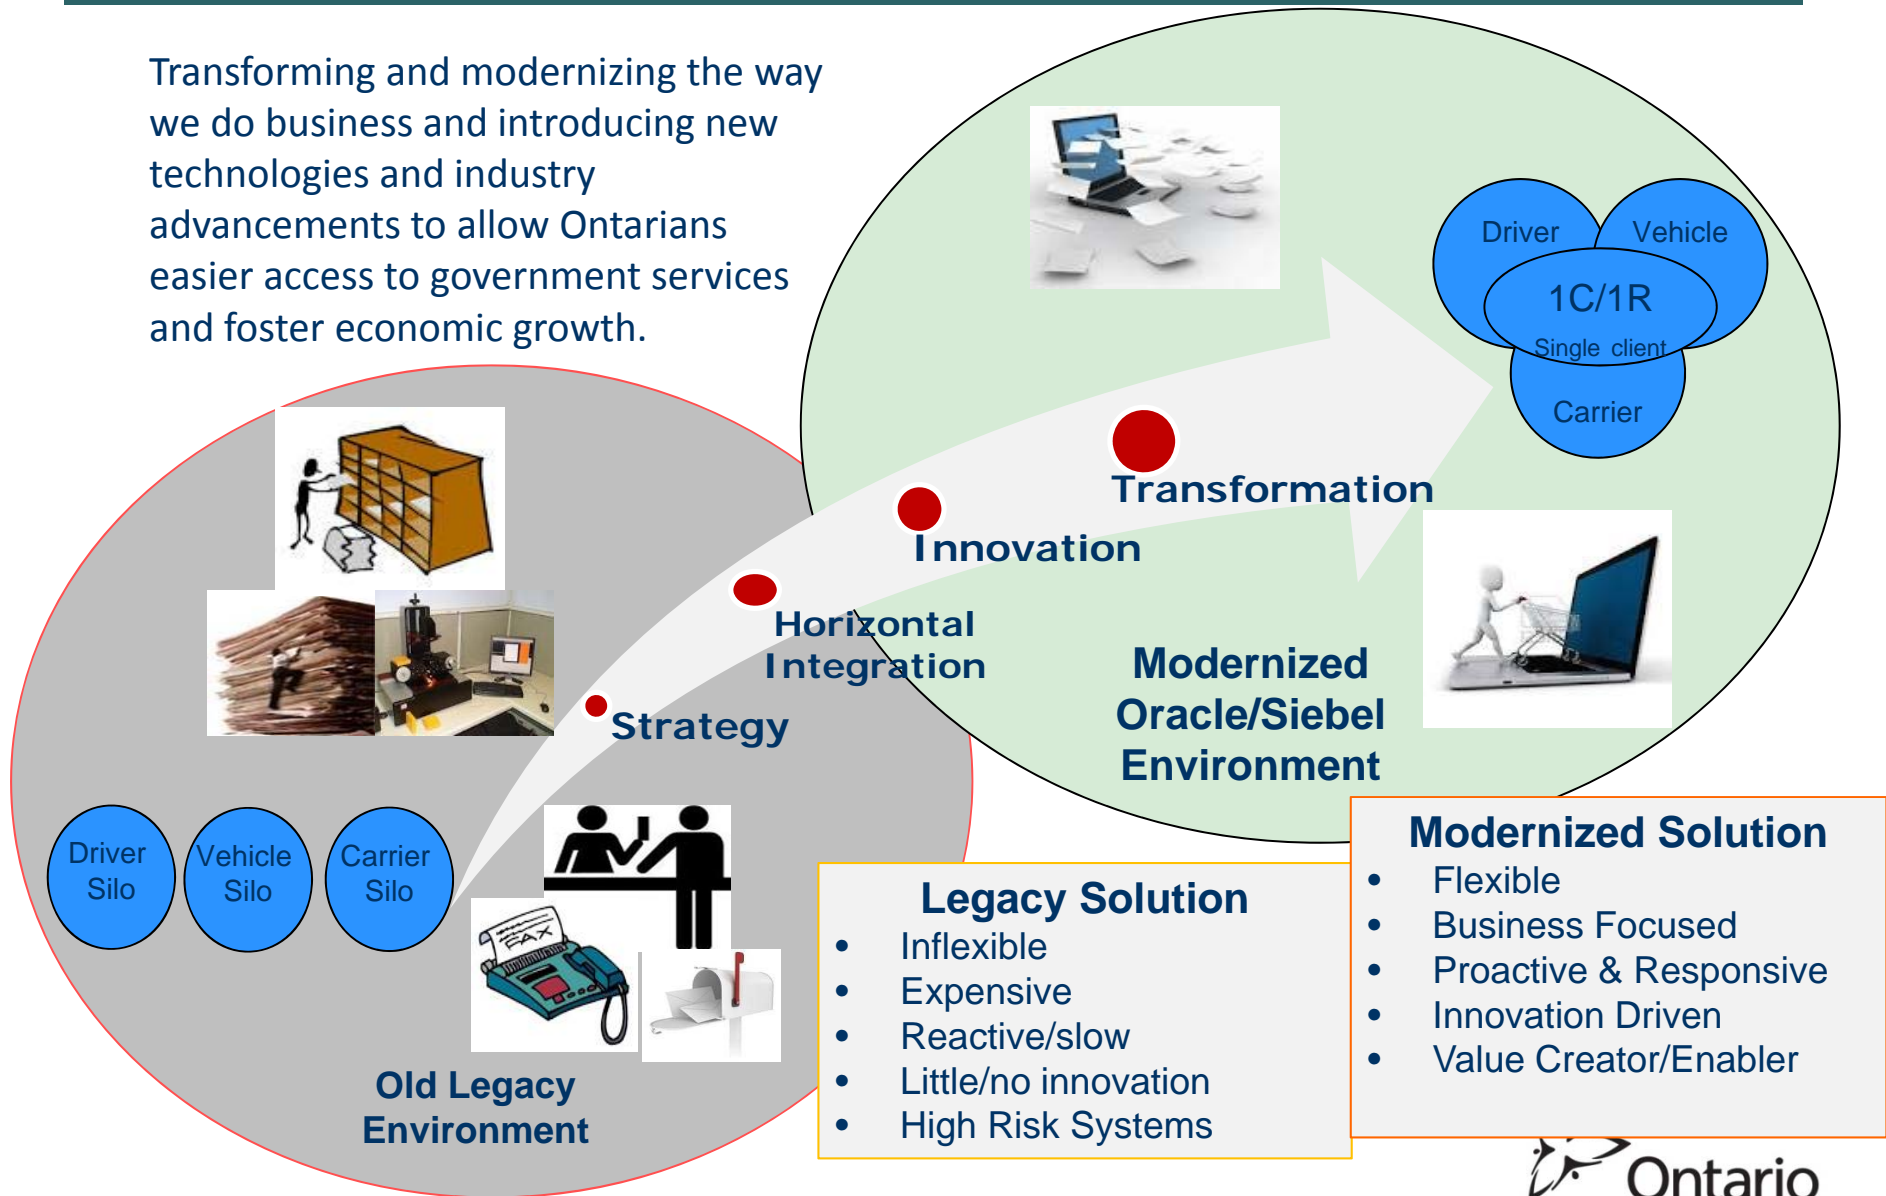 Transforming and modernizing the way
we do business and introducing new
technologies and industry
advancements to allow Ontarians
easier access to government services
and foster economic growth.
Driver
Vehicle
1C/1R
Single client
Carrier
Transformation
Innovation
Horizontal
Integration
Strategy
Modernized
Oracle/Siebel
Environment
Driver
Silo
Vehicle
Silo
Carrier
Silo
FAX
Old Legacy
Environment
Legacy Solution
• Inflexible
• Expensive
• Reactive/slow
• Little/no innovation
• High Risk Systems
Modernized Solution
• Flexible
• Business Focused
• Proactive & Responsive
• Innovation Driven
• Value Creator/Enabler
Ontario